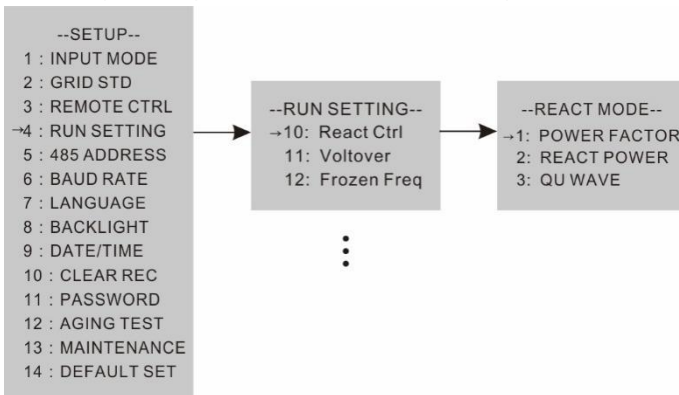 --SETUP--
1 : INPUT MODE
2 : GRID STD
3 : REMOTE CTRL
→4 : RUN SETTING
5 : 485 ADDRESS
6 : BAUD RATE
7 : LANGUAGE
8 : BACKLIGHT
9 : DATE/TIME
10 : CLEAR REC
11 : PASSWORD
12 : AGING TEST
13 : MAINTENANCE
14 : DEFAULT SET
--RUN SETTING--
→10: React Ctrl
11: Voltover
12: Frozen Freq
--REACT MODE--
→1: POWER FACTOR
2: REACT POWER
3: QU WAVE